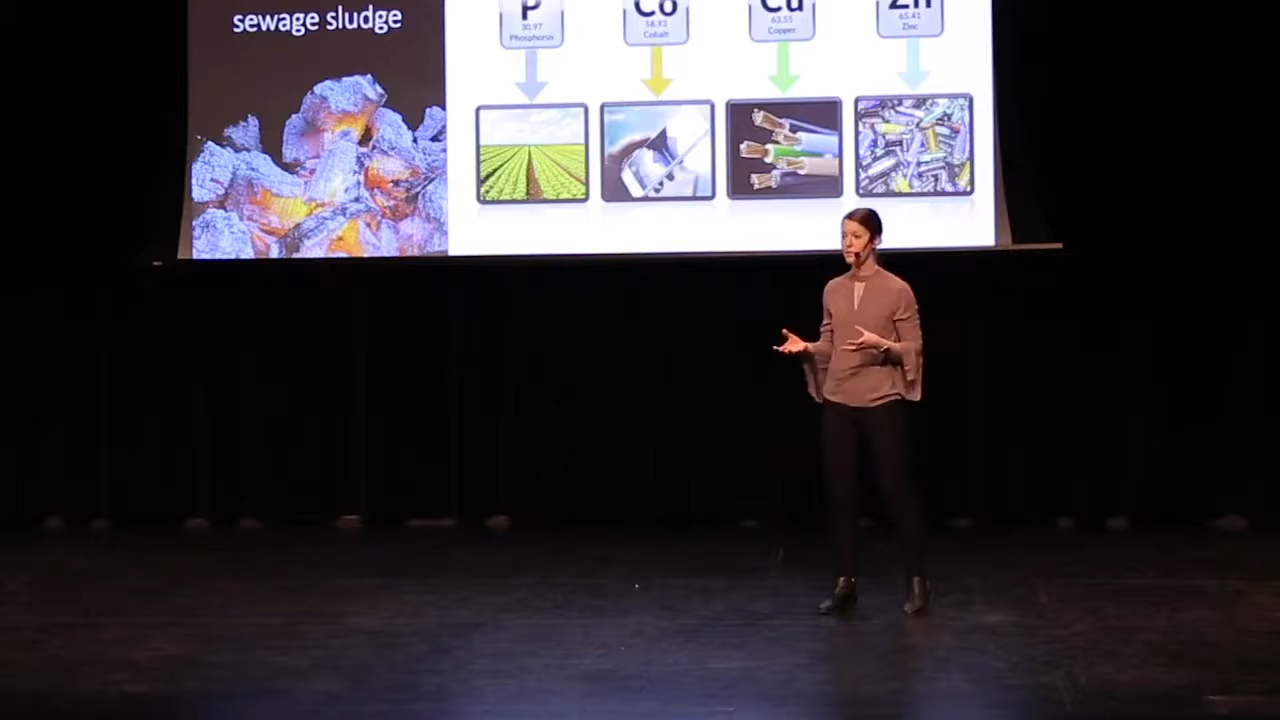 sewage sludge
P
30.97
Phosphorus
Co
58.93
Cobalt
Cu
63.55
Copper
Zn
65.41
Zinc